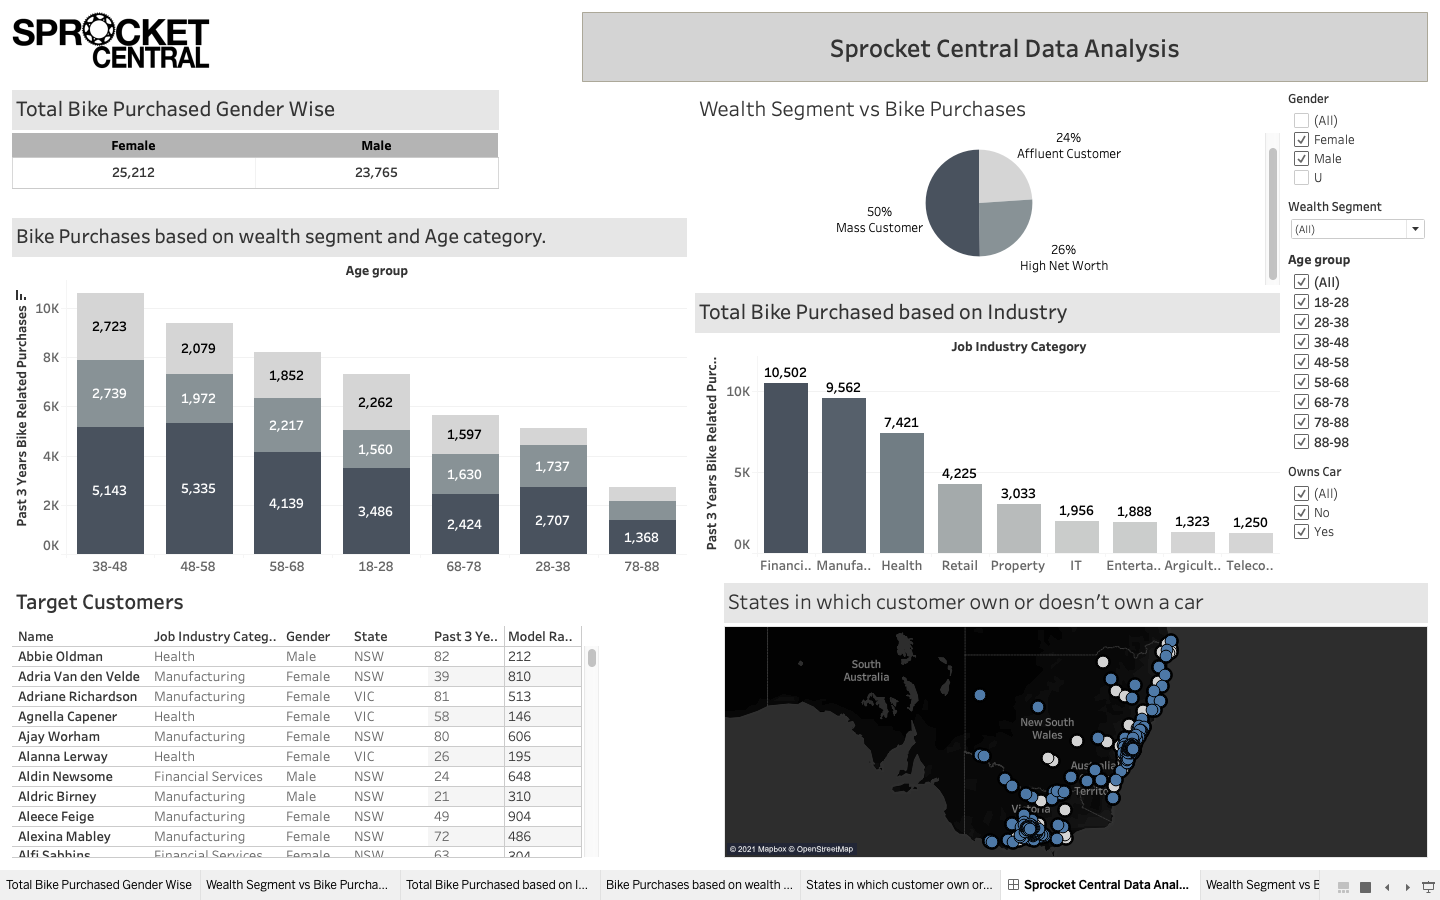 SPROCKET
CENTRAL
Sprocket Central Data Analysis
Total Bike Purchased Gender Wise
Female Male
25,212 23,765
Bike Purchases based on wealth segment and Age category.
Age group
Past 3 Years Bike Related Purchases
10K
8K
6K
4K
2K
0K
2,723
2,739
5,143
2,079
1,972
5,335
1,852
2,217
4,139
2,262
1,560
3,486
1,597
1,630
2,424
1,737
2,707
1,368
38-48 48-58 58-68 18-28 68-78 28-38 78-88
Wealth Segment vs Bike Purchases
24%
Affluent Customer
50%
Mass Customer
26%
High Net Worth
Total Bike Purchased based on Industry
Job Industry Category
Past 3 Years Bike Related Purc..
10K
5K
0K
10,502
9,562
7,421
4,225
3,033
1,956
1,888
1,323
1,250
Financi.. Manufa.. Health Retail Property IT Enterta.. Argicult.. Teleco..
Gender
(All)
Female
Male
U
Wealth Segment
(All)
Age group
(All)
18-28
28-38
38-48
48-58
58-68
68-78
78-88
88-98
Owns Car
(All)
No
Yes
Target Customers
Name Job Industry Categ.. Gender State Past 3 Ye.. Model Ra..
Abbie Oldman Health Male NSW 82 212
Adria Van den Velde Manufacturing Female NSW 39 810
Adriane Richardson Manufacturing Female VIC 81 513
Agnella Capener Health Female VIC 58 146
Ajay Worham Manufacturing Female NSW 80 606
Alanna Lerway Health Female VIC 26 195
Aldin Newsome Financial Services Male NSW 24 648
Aldric Birney Manufacturing Male NSW 21 310
Aleece Feige Manufacturing Female NSW 49 904
Alexina Mabley Manufacturing Female NSW 72 486
Alfi Sabbins Financial Services Female NSW 63 304
States in which customer own or doesn't own a car
South
Australia
New South
Wales
Australia
Territo
Victoria
© 2021 Mapbox © OpenStreetMap
Total Bike Purchased Gender Wise Wealth Segment vs Bike Purcha... Total Bike Purchased based on I... Bike Purchases based on wealth ... States in which customer own or... Sprocket Central Data Anal... Wealth Segment vs B